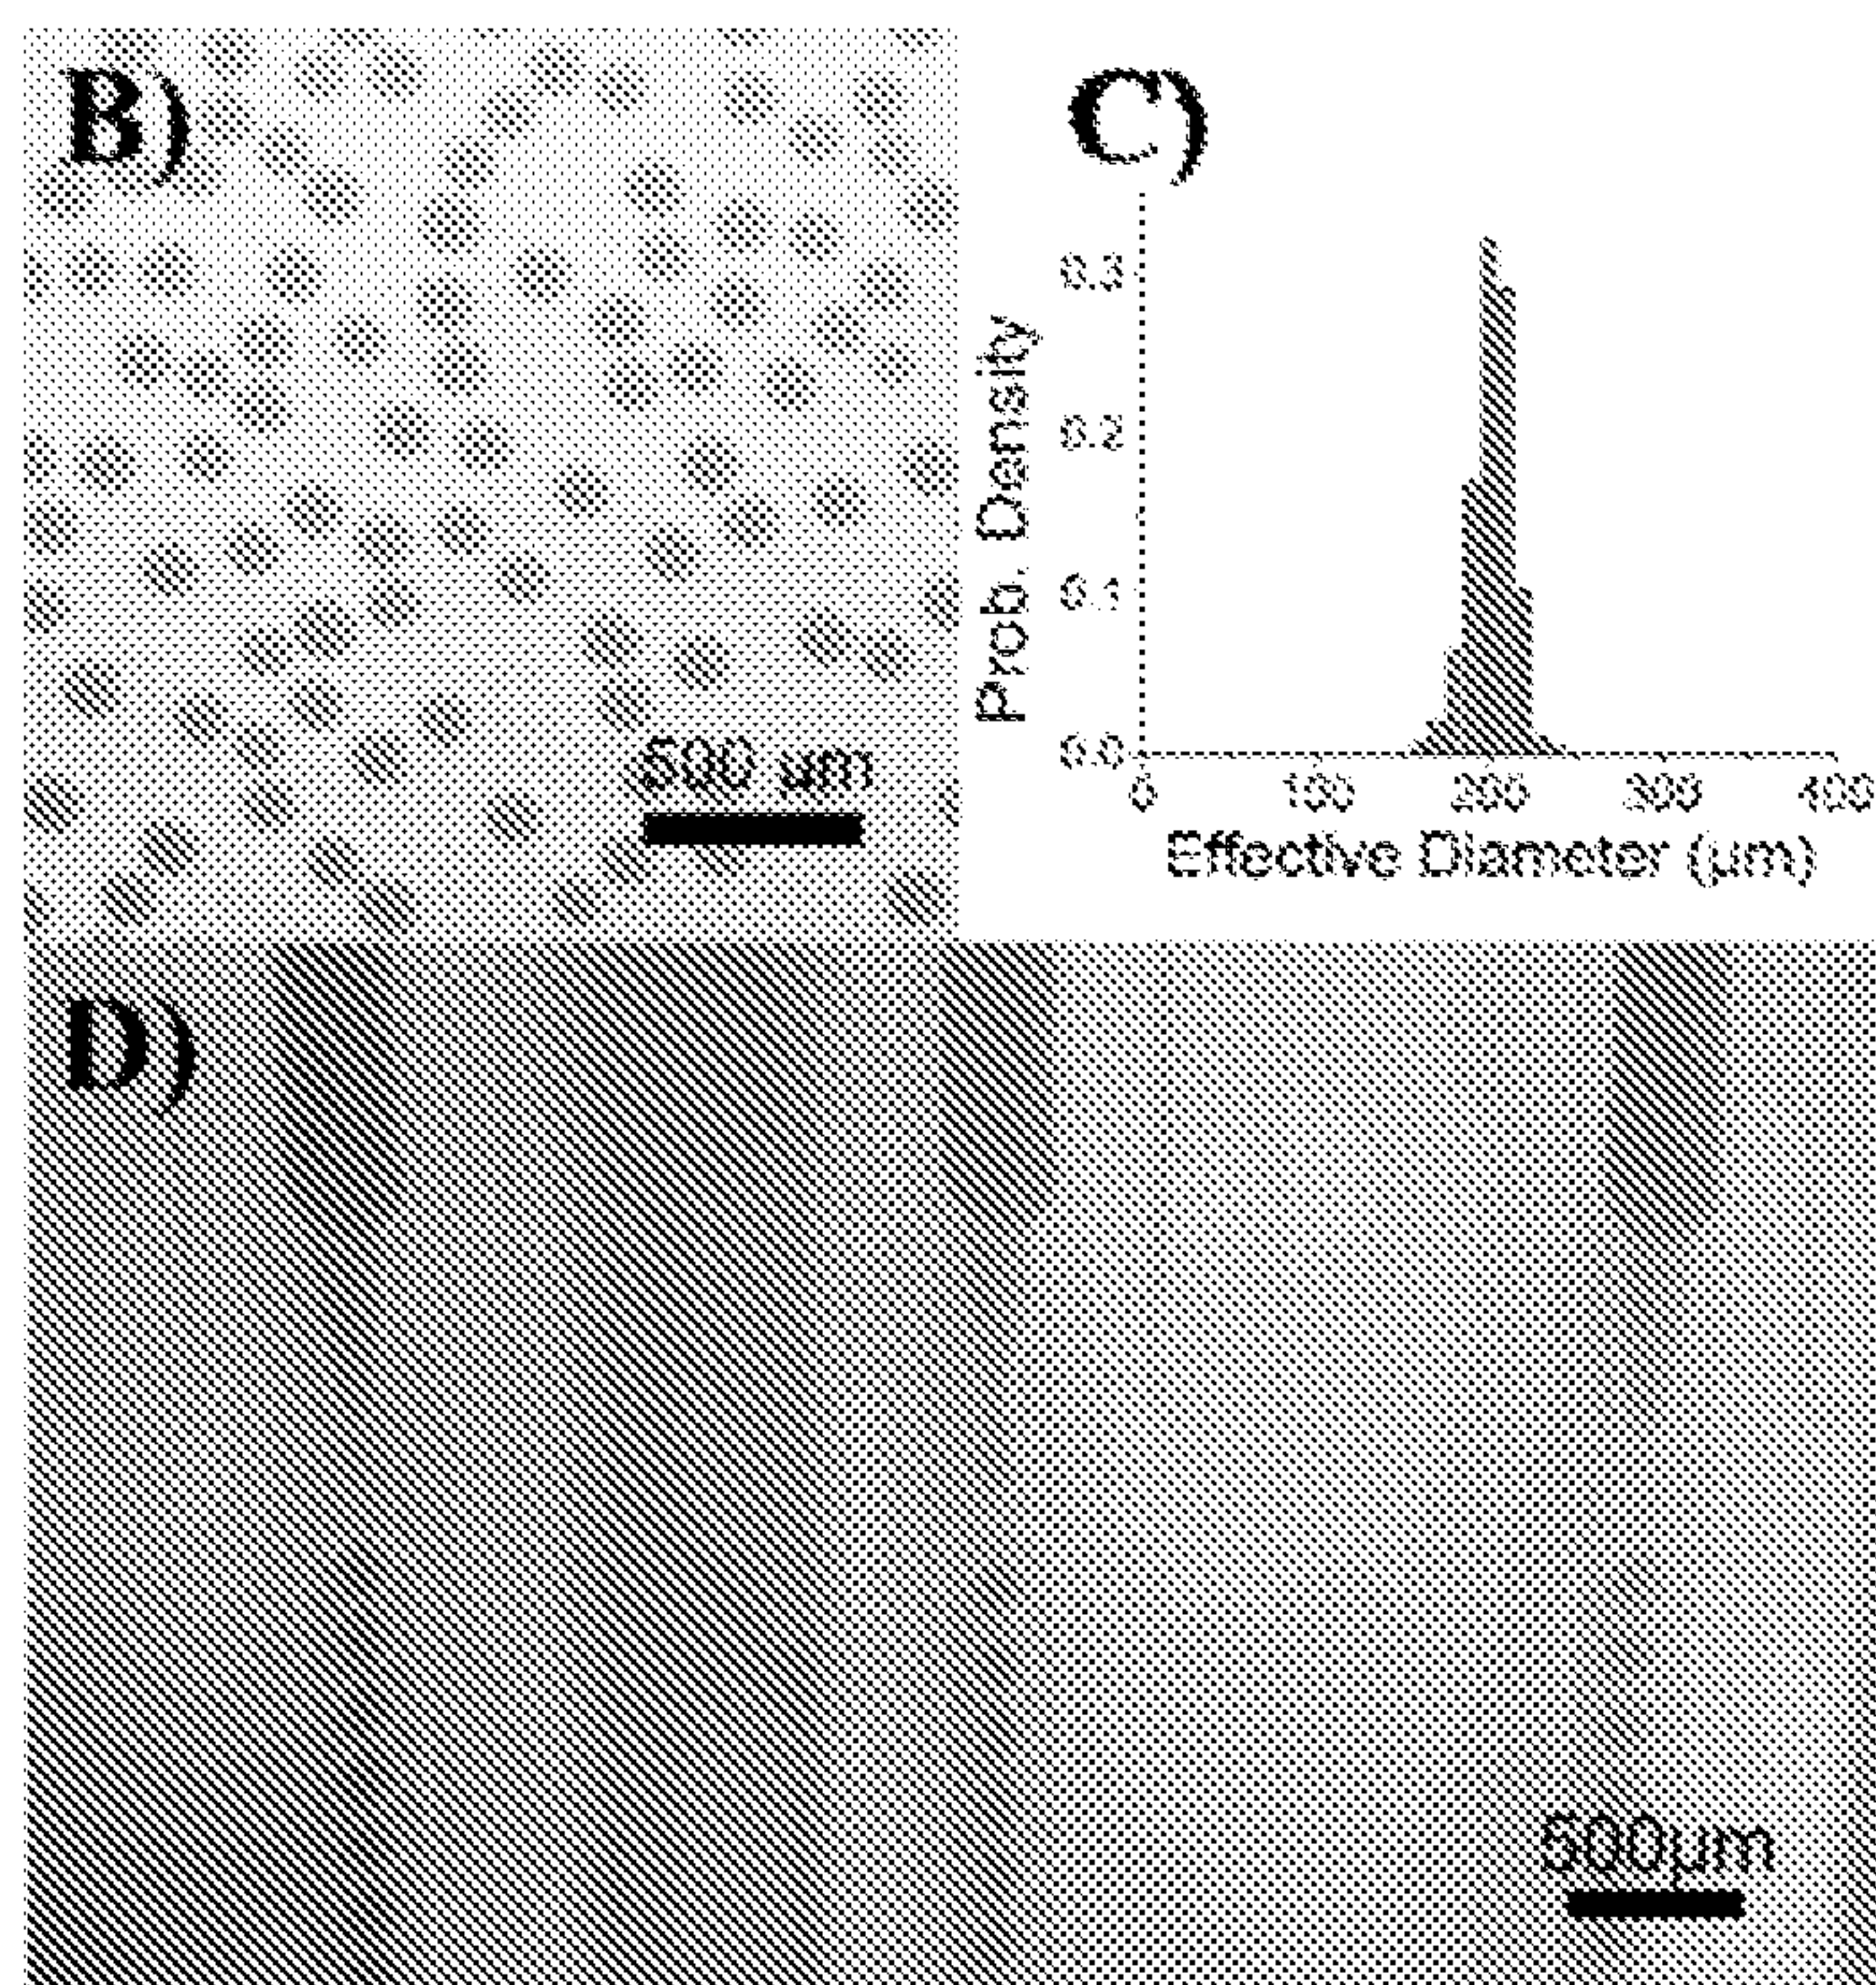 B)
C)
Prob. Density
0.3
0.2
0.1
0.0
0 100 200 300 400
Effective Diameter (µm)
500 µm
D)
500µm